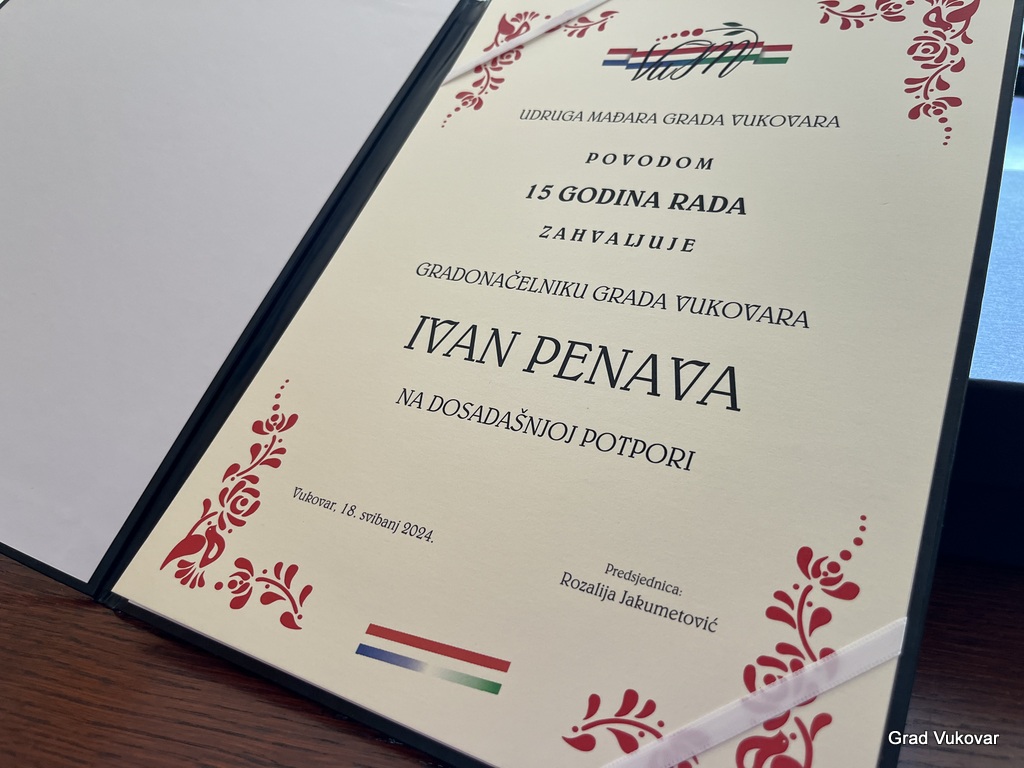 VUM
UDRUGA MAĐARA GRADA VUKOVARA
POVODOM
15 GODINA RADA
ZAHVALJUJE
GRADONAČELNIKU GRADA VUKOVARA
IVAN PENAVA
NA DOSADAŠNJOJ POTPORI
Vukovar, 18. svibanj 2024.
Predsjednica:
Rozalija Jakumetović
Grad Vukovar